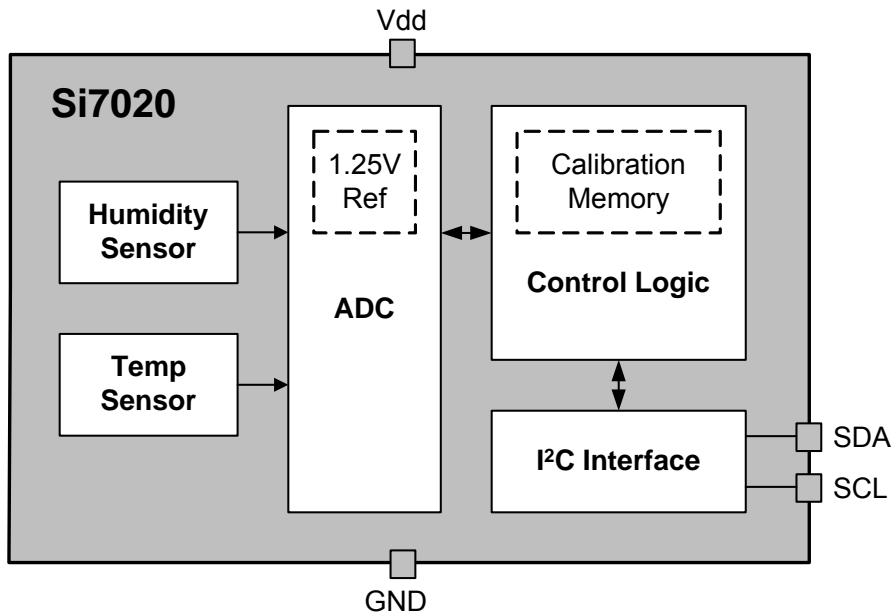 Vdd
Si7020
1.25V
Ref
Calibration
Memory
Humidity
Sensor
ADC
Control Logic
Temp
Sensor
I²C Interface
SDA
SCL
GND